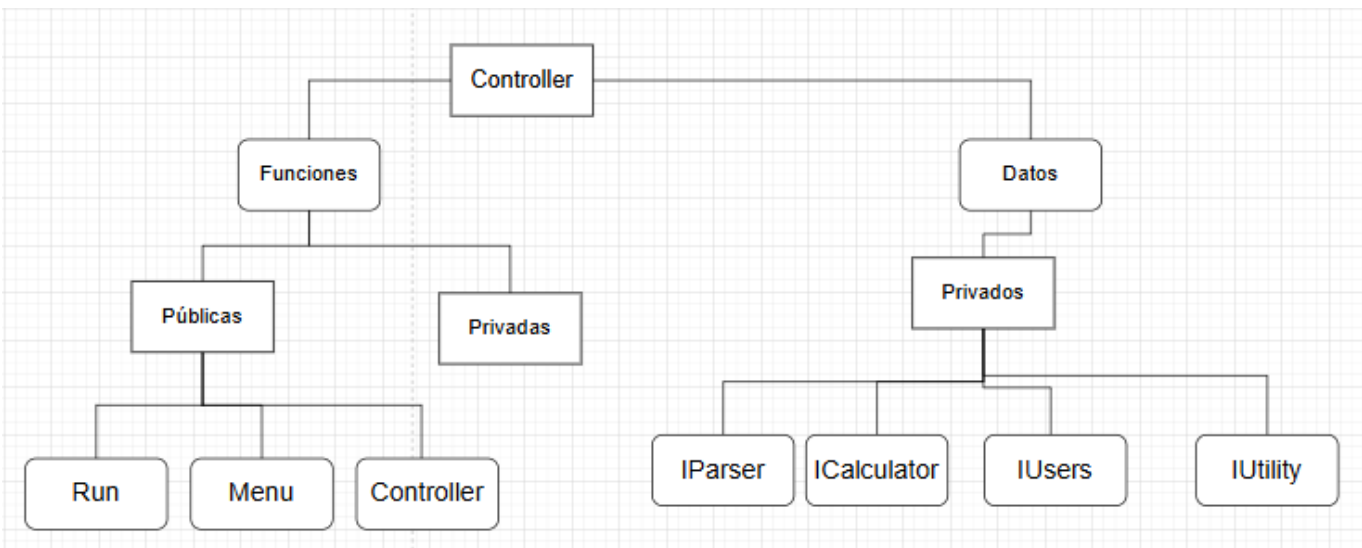 Controller
Funciones
Datos
Públicas
Privadas
Privados
Run
Menu
Controller
IParser
ICalculator
IUsers
IUtility